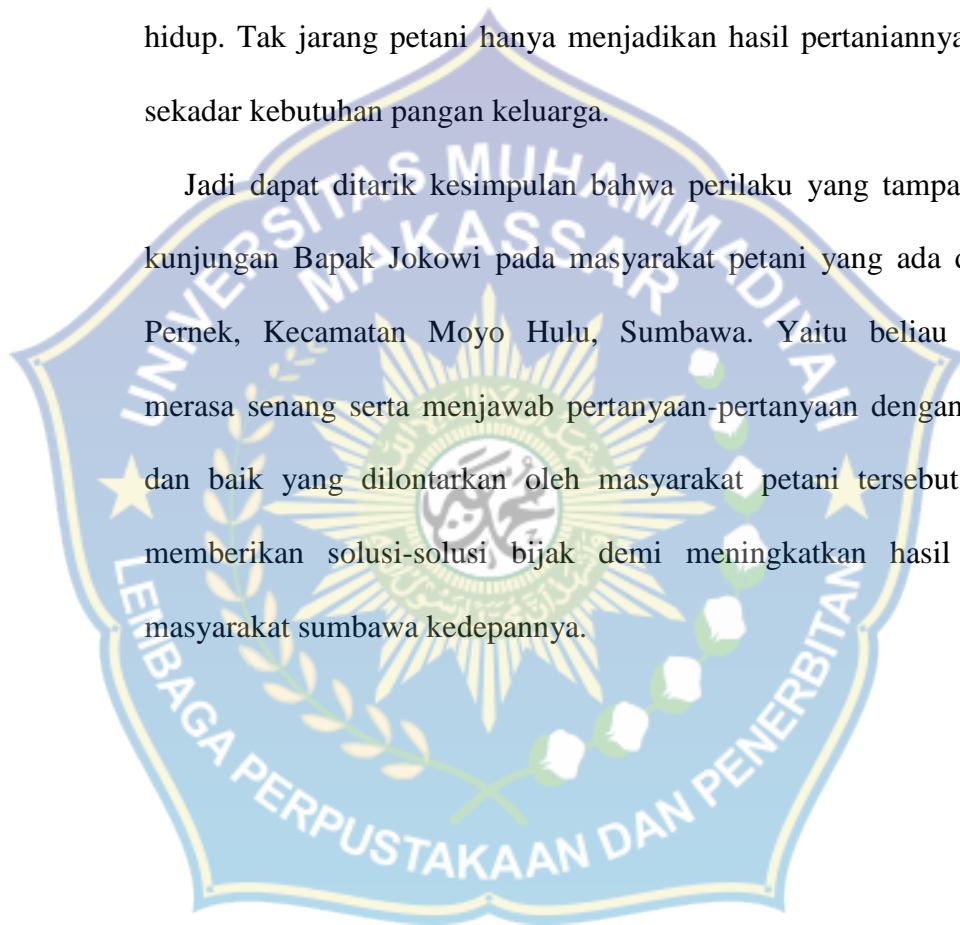 hidup. Tak jarang petani hanya menjadikan hasil pertaniannya
sekadar kebutuhan pangan keluarga.
Jadi dapat ditarik kesimpulan bahwa perilaku yang tampa
kunjungan Bapak Jokowi pada masyarakat petani yang ada d
Pernek, Kecamatan Moyo Hulu, Sumbawa. Yaitu beliau
merasa senang serta menjawab pertanyaan-pertanyaan dengan
dan baik yang dilontarkan oleh masyarakat petani tersebut
memberikan solusi-solusi bijak demi meningkatkan hasil
masyarakat sumbawa kedepannya.
UNIVERSITAS MUHAMMADIYAH
MAKASSAR
LEMBAGA PERPUSTAKAAN DAN PENERBITAN